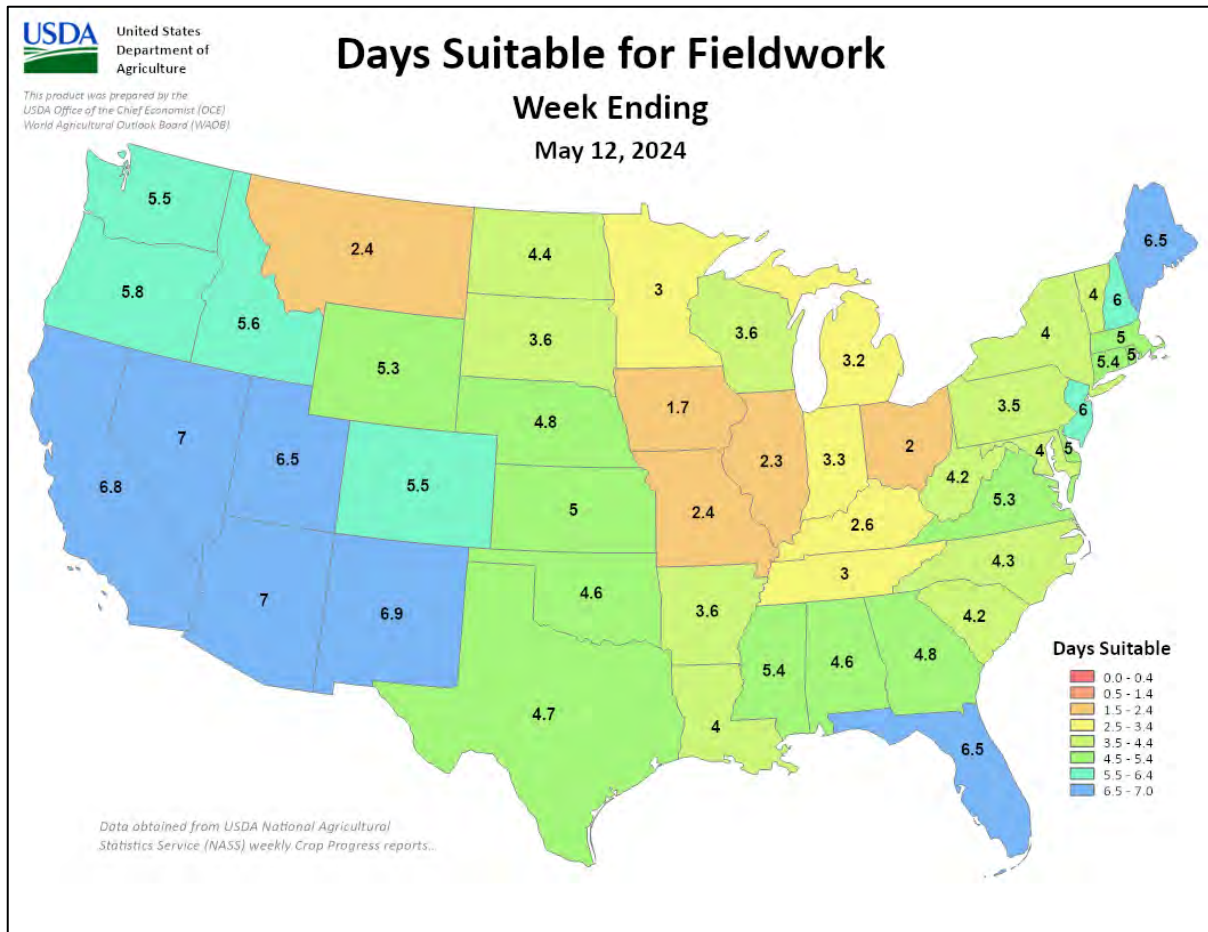 USDA
United States
Department of
Agriculture
This product was prepared by the
USDA Office of the Chief Economist (OCE)
World Agricultural Outlook Board (WAOB)
Days Suitable for Fieldwork
Week Ending
May 12, 2024
5.5
2.4
4.4
3
6.5
5.8
5.6
3.6
3.6
4
4
6
5.3
3.2
5
5.4
5
4.8
1.7
3.5
6
7
6.5
2.3
3.3
2
4
5
6.8
5.5
5
2.4
4.2
5.3
2.6
3
4.3
7
6.9
4.6
3.6
4.2
5.4
4.6
4.8
4.7
4
6.5
Days Suitable
0.0 - 0.4
0.5 - 1.4
1.5 - 2.4
2.5 - 3.4
3.5 - 4.4
4.5 - 5.4
5.5 - 6.4
6.5 - 7.0
Data obtained from USDA National Agricultural
Statistics Service (NASS) weekly Crop Progress reports...